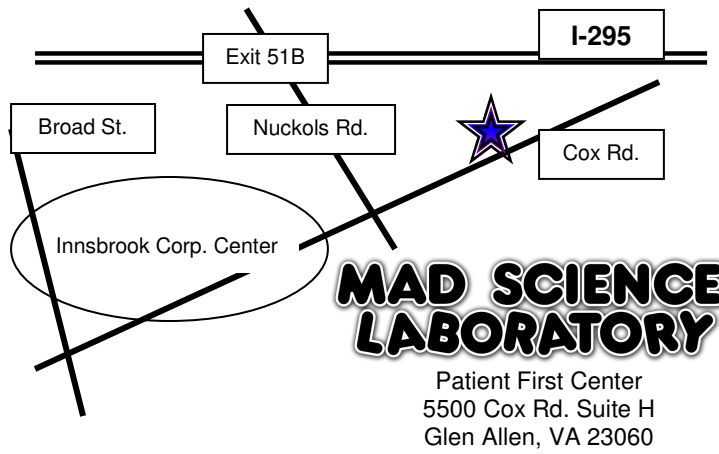 I-295
Exit 51B
Broad St.
Nuckols Rd.
Cox Rd.
Innsbrook Corp. Center
MAD SCIENCE
LABORATORY
Patient First Center
5500 Cox Rd. Suite H
Glen Allen, VA 23060